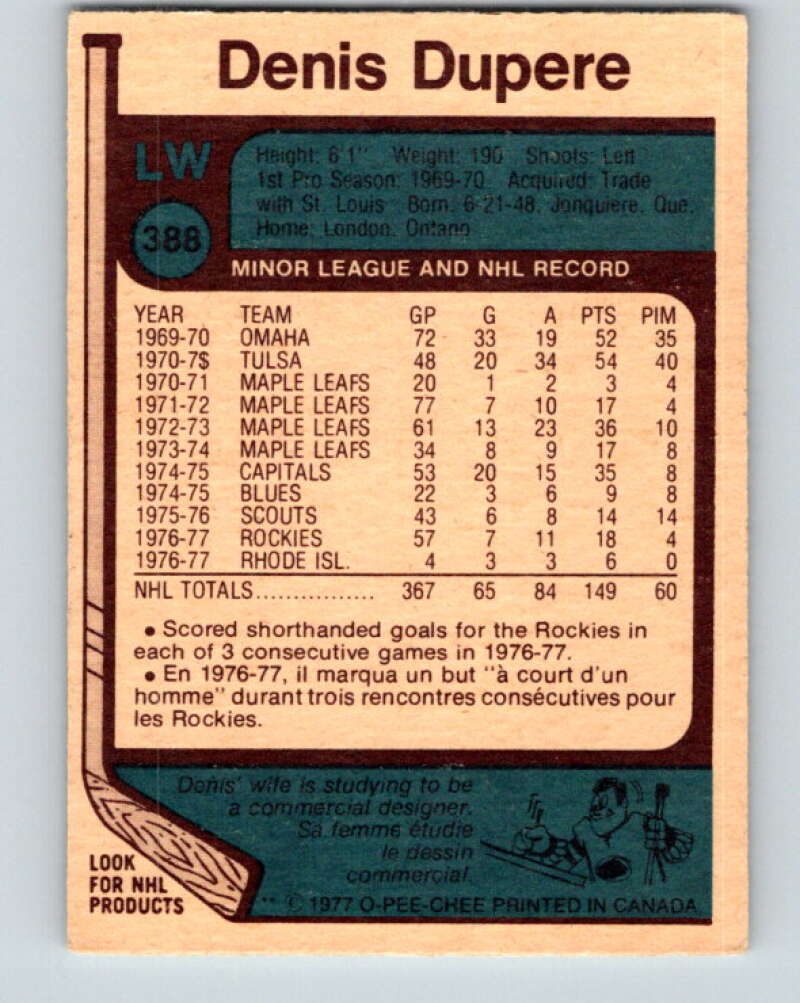 Denis Dupere
LW
388
Height: 6'1" Weight: 190 Shoots: Left
1st Pro Season: 1969-70 Acquired: Trade
with St. Louis Born: 6-21-48, Jonquiere, Que.
Home: London, Ontario
MINOR LEAGUE AND NHL RECORD
YEAR TEAM GP G A PTS PIM
1969-70 OMAHA 72 33 19 52 35
1970-7$ TULSA 48 20 34 54 40
1970-71 MAPLE LEAFS 20 1 2 3 4
1971-72 MAPLE LEAFS 77 7 10 17 4
1972-73 MAPLE LEAFS 61 13 23 36 10
1973-74 MAPLE LEAFS 34 8 9 17 8
1974-75 CAPITALS 53 20 15 35 8
1974-75 BLUES 22 3 6 9 8
1975-76 SCOUTS 43 6 8 14 14
1976-77 ROCKIES 57 7 11 18 4
1976-77 RHODE ISL. 4 3 3 6 0
NHL TOTALS................ 367 65 84 149 60
• Scored shorthanded goals for the Rockies in
each of 3 consecutive games in 1976-77.
• En 1976-77, il marqua un but "à court d'un
homme" durant trois rencontres consécutives pour
les Rockies.
Denis' wife is studying to be
a commercial designer.
Sa femme étudie
le dessin
commercial.
LOOK
FOR NHL
PRODUCTS
** © 1977 O-PEE-CHEE PRINTED IN CANADA